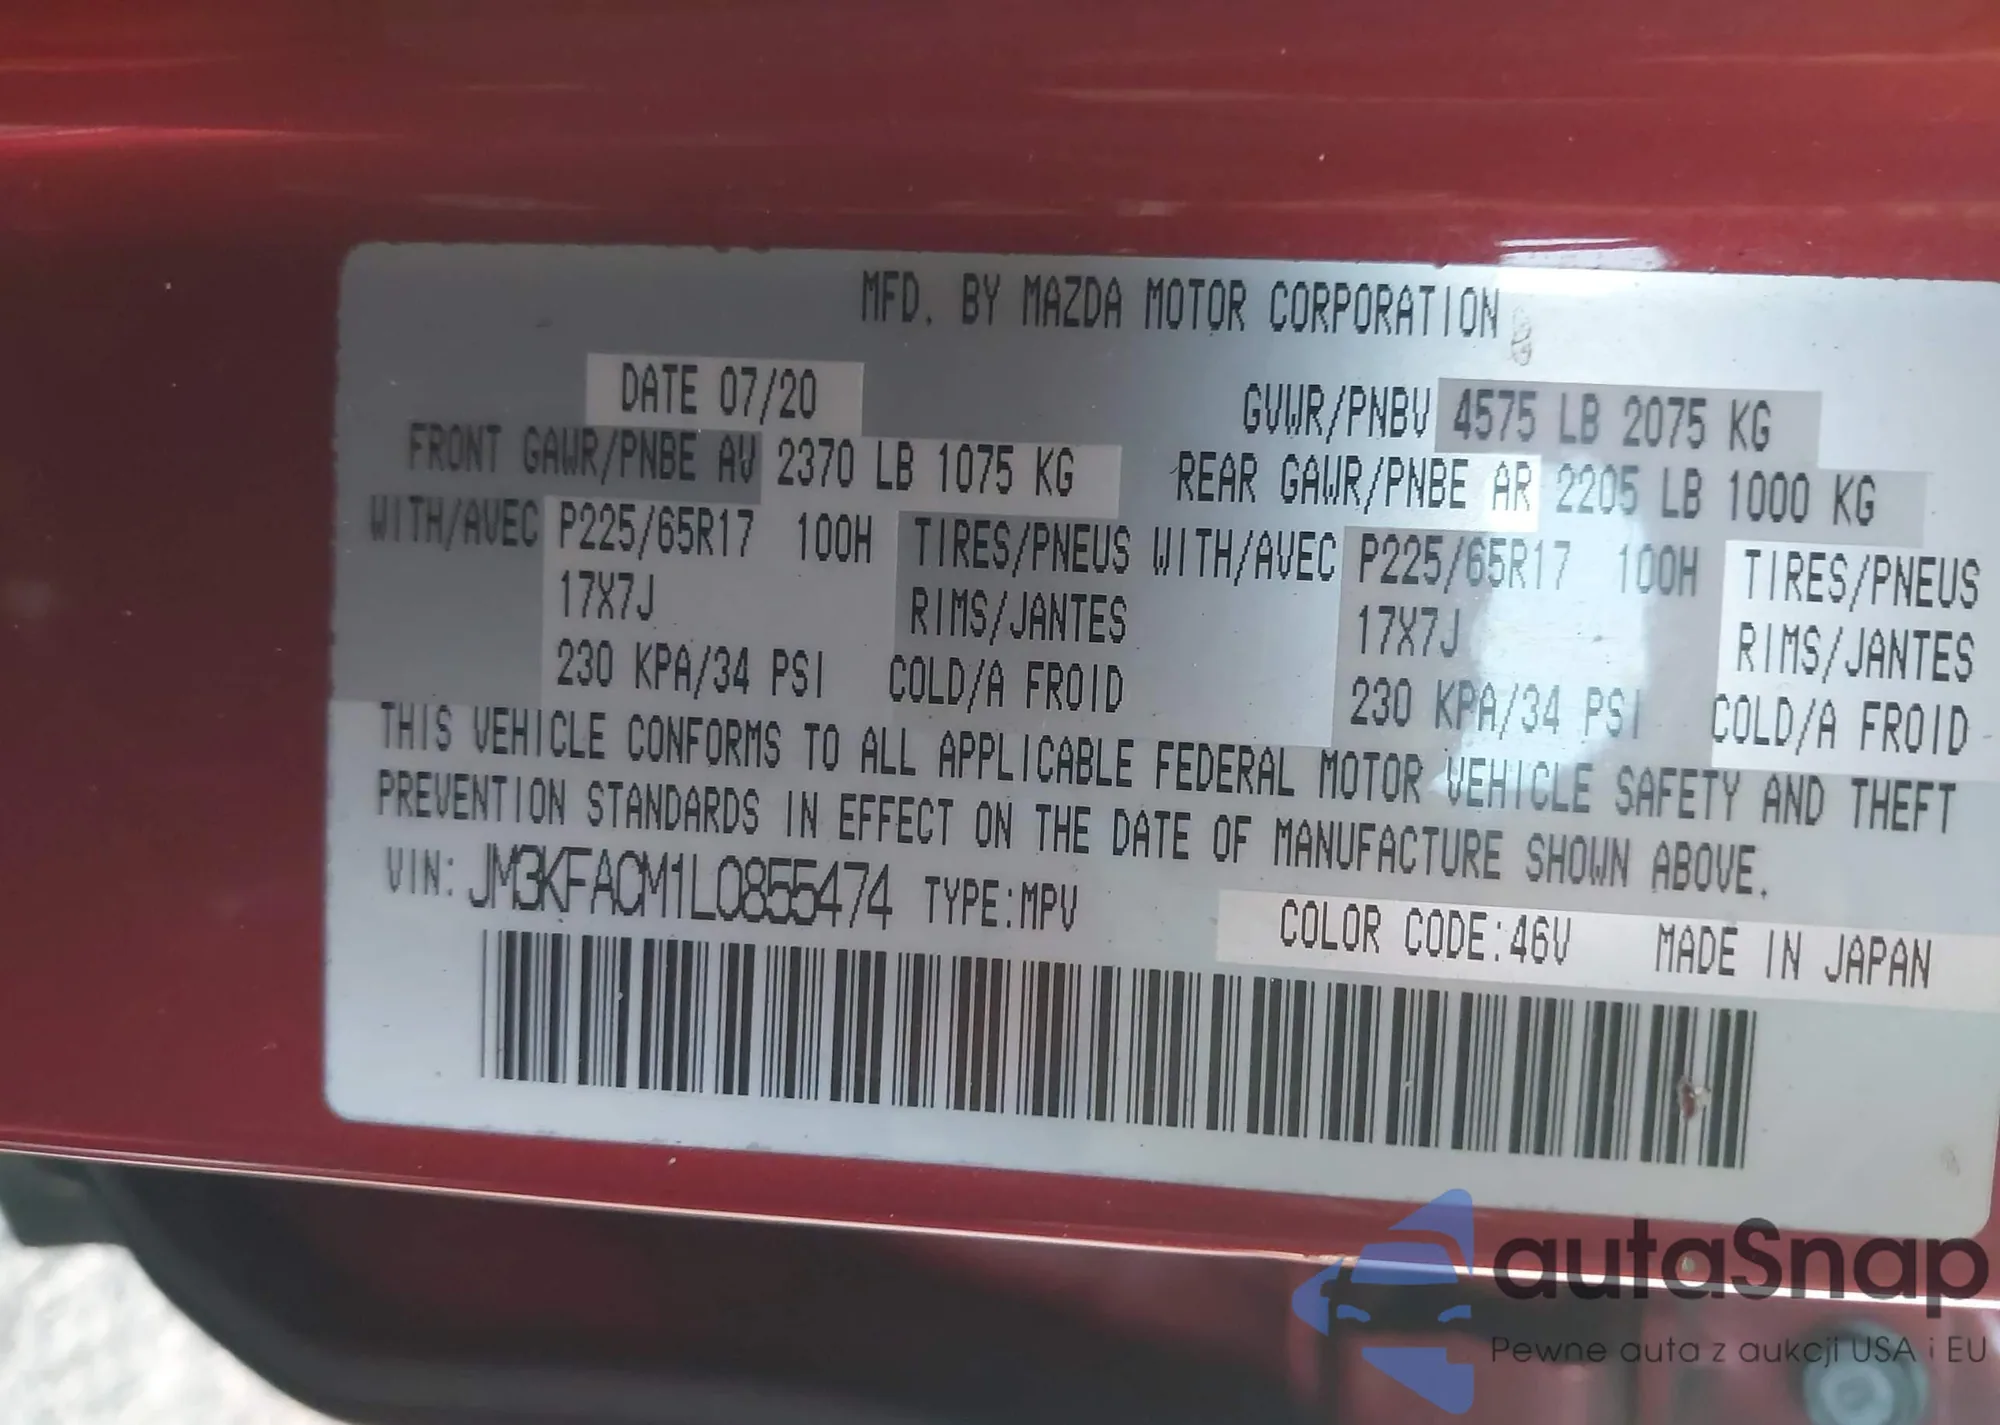 MFD. BY MAZDA MOTOR CORPORATION
DATE 07/20 GVWR/PNBV 4575 LB 2075 KG
FRONT GAWR/PNBE AV 2370 LB 1075 KG REAR GAWR/PNBE AR 2205 LB 1000 KG
WITH/AVEC P225/65R17 100H TIRES/PNEUS WITH/AVEC P225/65R17 100H TIRES/PNEUS
17X7J RIMS/JANTES 17X7J RIMS/JANTES
230 KPA/34 PSI COLD/A FROID 230 KPA/34 PSI COLD/A FROID
THIS VEHICLE CONFORMS TO ALL APPLICABLE FEDERAL MOTOR VEHICLE SAFETY AND THEFT
PREVENTION STANDARDS IN EFFECT ON THE DATE OF MANUFACTURE SHOWN ABOVE.
VIN: JM3KFACM1L0855474 TYPE:MPV COLOR CODE:46V MADE IN JAPAN
autaSnap
Pewne auta z aukcji USA i EU